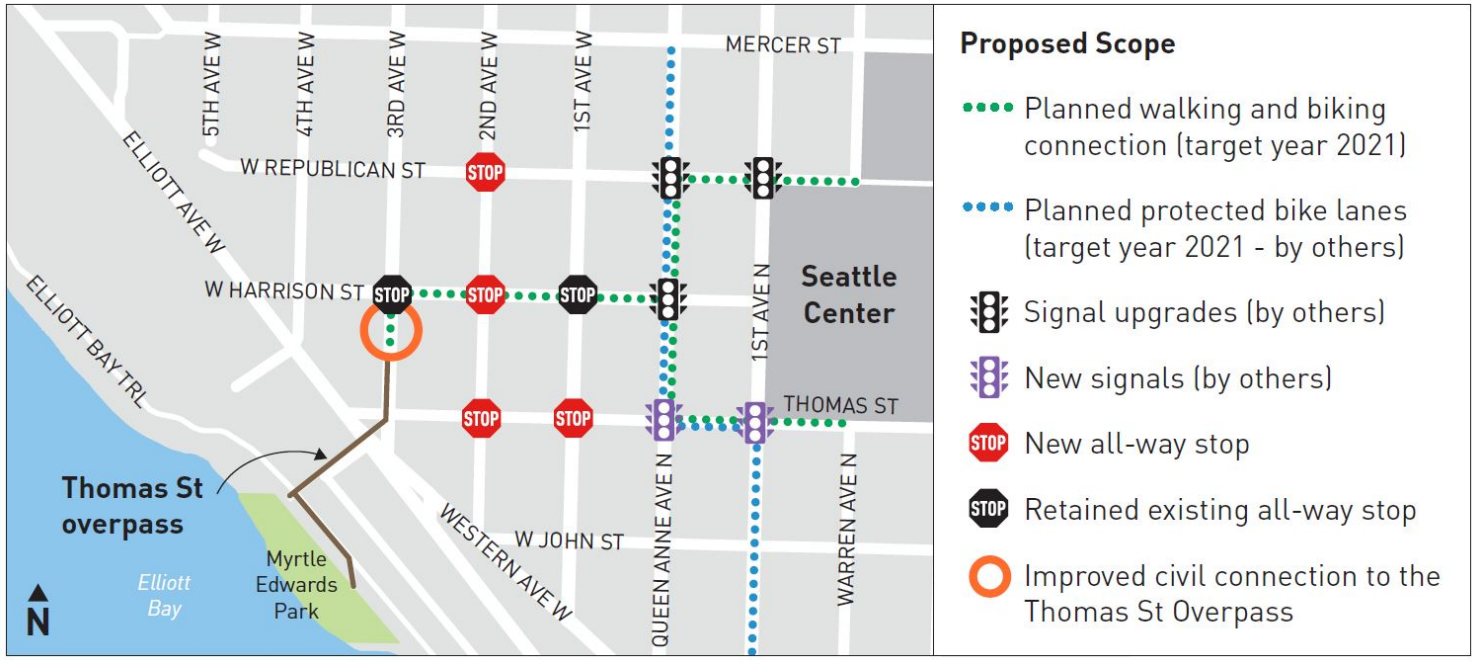 5TH AVE W
4TH AVE W
3RD AVE W
2ND AVE W
1ST AVE W
MERCER ST
ELLIOTT AVE W
W REPUBLICAN ST
STOP
W HARRISON ST
STOP
STOP
STOP
1ST AVE N
Seattle
Center
ELLIOTT BAY TRL
STOP
STOP
THOMAS ST
Thomas St
overpass
WESTERN AVE W
W JOHN ST
QUEEN ANNE AVE N
WARREN AVE N
Myrtle
Edwards
Park
Elliott
Bay
N
Proposed Scope
Planned walking and biking
connection (target year 2021)
Planned protected bike lanes
(target year 2021 - by others)
Signal upgrades (by others)
New signals (by others)
STOP New all-way stop
STOP Retained existing all-way stop
Improved civil connection to the
Thomas St Overpass